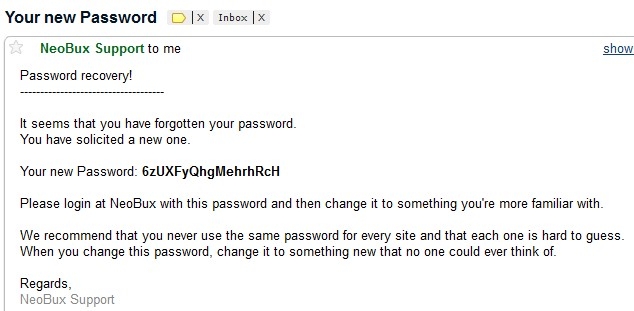 Your new Password | X Inbox | X
NeoBux Support to me show
Password recovery!
------------------------------------
It seems that you have forgotten your password.
You have solicited a new one.
Your new Password: 6zUXFyQhgMehrhRcH
Please login at NeoBux with this password and then change it to something you're more familiar with.
We recommend that you never use the same password for every site and that each one is hard to guess.
When you change this password, change it to something new that no one could ever think of.
Regards,
NeoBux Support